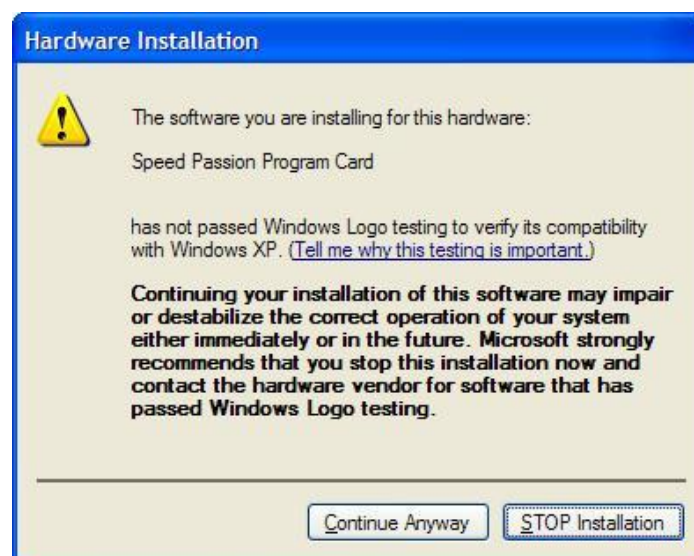 Hardware Installation
The software you are installing for this hardware:
Speed Passion Program Card
has not passed Windows Logo testing to verify its compatibility
with Windows XP. (Tell me why this testing is important.)
Continuing your installation of this software may impair
or destabilize the correct operation of your system
either immediately or in the future. Microsoft strongly
recommends that you stop this installation now and
contact the hardware vendor for software that has
passed Windows Logo testing.
Continue Anyway
STOP Installation